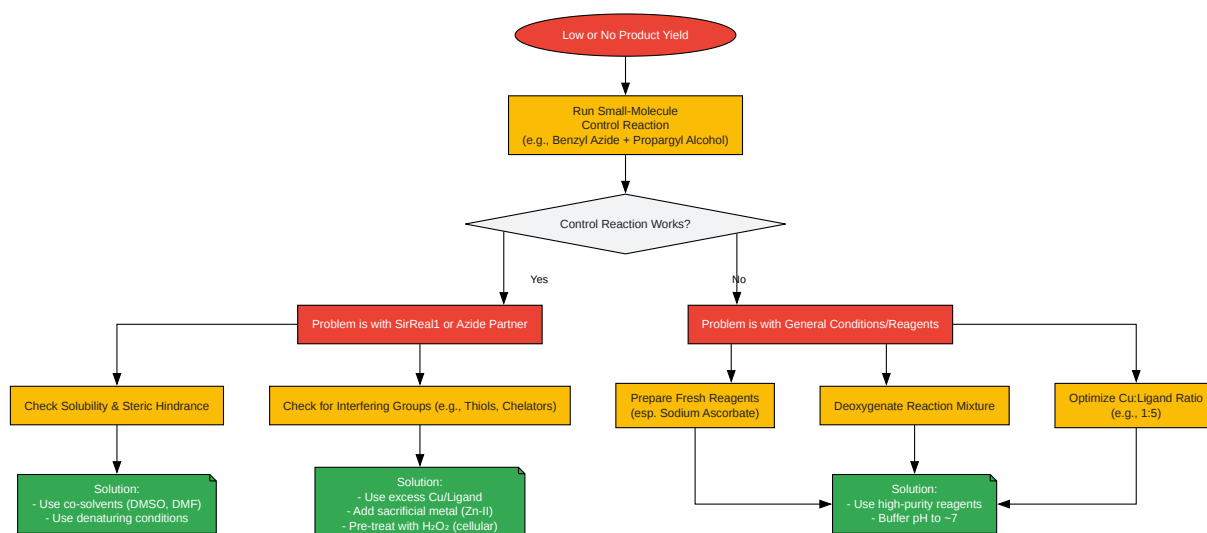 Low or No Product Yield
Run Small-Molecule
Control Reaction
(e.g., Benzyl Azide + Propargyl Alcohol)
Control Reaction Works?
Yes
No
Problem is with SirReal1 or Azide Partner
Problem is with General Conditions/Reagents
Check Solubility & Steric Hindrance
Check for Interfering Groups (e.g., Thiols, Chelators)
Prepare Fresh Reagents
(esp. Sodium Ascorbate)
Deoxygenate Reaction Mixture
Optimize Cu:Ligand Ratio
(e.g., 1:5)
Solution:
- Use co-solvents (DMSO, DMF)
- Use denaturing conditions
Solution:
- Use excess Cu/Ligand
- Add sacrificial metal (Zn-II)
- Pre-treat with H₂O₂ (cellular)
Solution:
- Use high-purity reagents
- Buffer pH to ~7